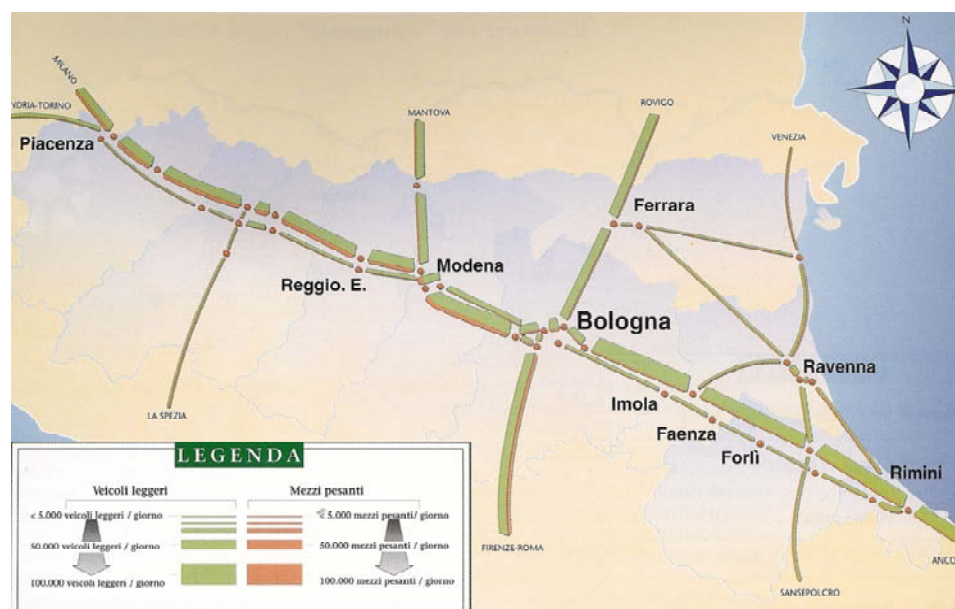 N
MILANO
NDRIA-TORINO
Piacenza
MANTOVA
ROVIGO
VENEZIA
Ferrara
Modena
Reggio. E.
Bologna
Ravenna
LA SPEZIA
Imola
Faenza
Forlì
Rimini
FIRENZE-ROMA
ANCO
SANSEPOLCRO
LEGENDA
Veicoli leggeri
Mezzi pesanti
< 5.000 veicoli leggeri / giorno
< 5.000 mezzi pesanti/ giorno
50.000 veicoli leggeri / giorno
50.000 mezzi pesanti / giorno
100.000 veicoli leggeri / giorno
100.000 mezzi pesanti / giorno